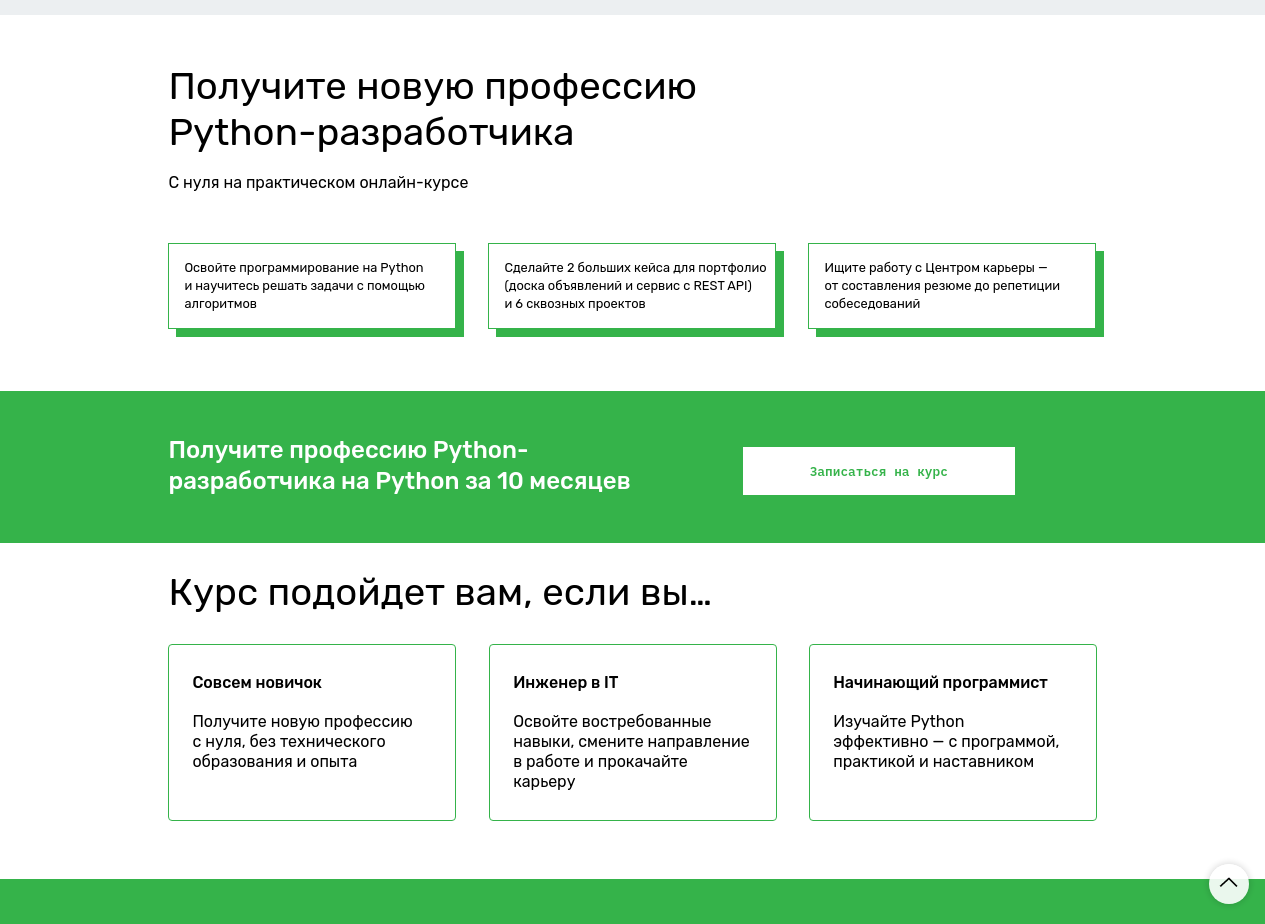 Получите новую профессию
Python-разработчика
С нуля на практическом онлайн-курсе
Освойте программирование на Python
и научитесь решать задачи с помощью
алгоритмов
Сделайте 2 больших кейса для портфолио
(доска объявлений и сервис с REST API)
и 6 сквозных проектов
Ищите работу с Центром карьеры —
от составления резюме до репетиции
собеседований
Получите профессию Python-
разработчика на Python за 10 месяцев
Записаться на курс
Курс подойдет вам, если вы…
Совсем новичок
Получите новую профессию
с нуля, без технического
образования и опыта
Инженер в IT
Освойте востребованные
навыки, смените направление
в работе и прокачайте
карьеру
Начинающий программист
Изучайте Python
эффективно — с программой,
практикой и наставником